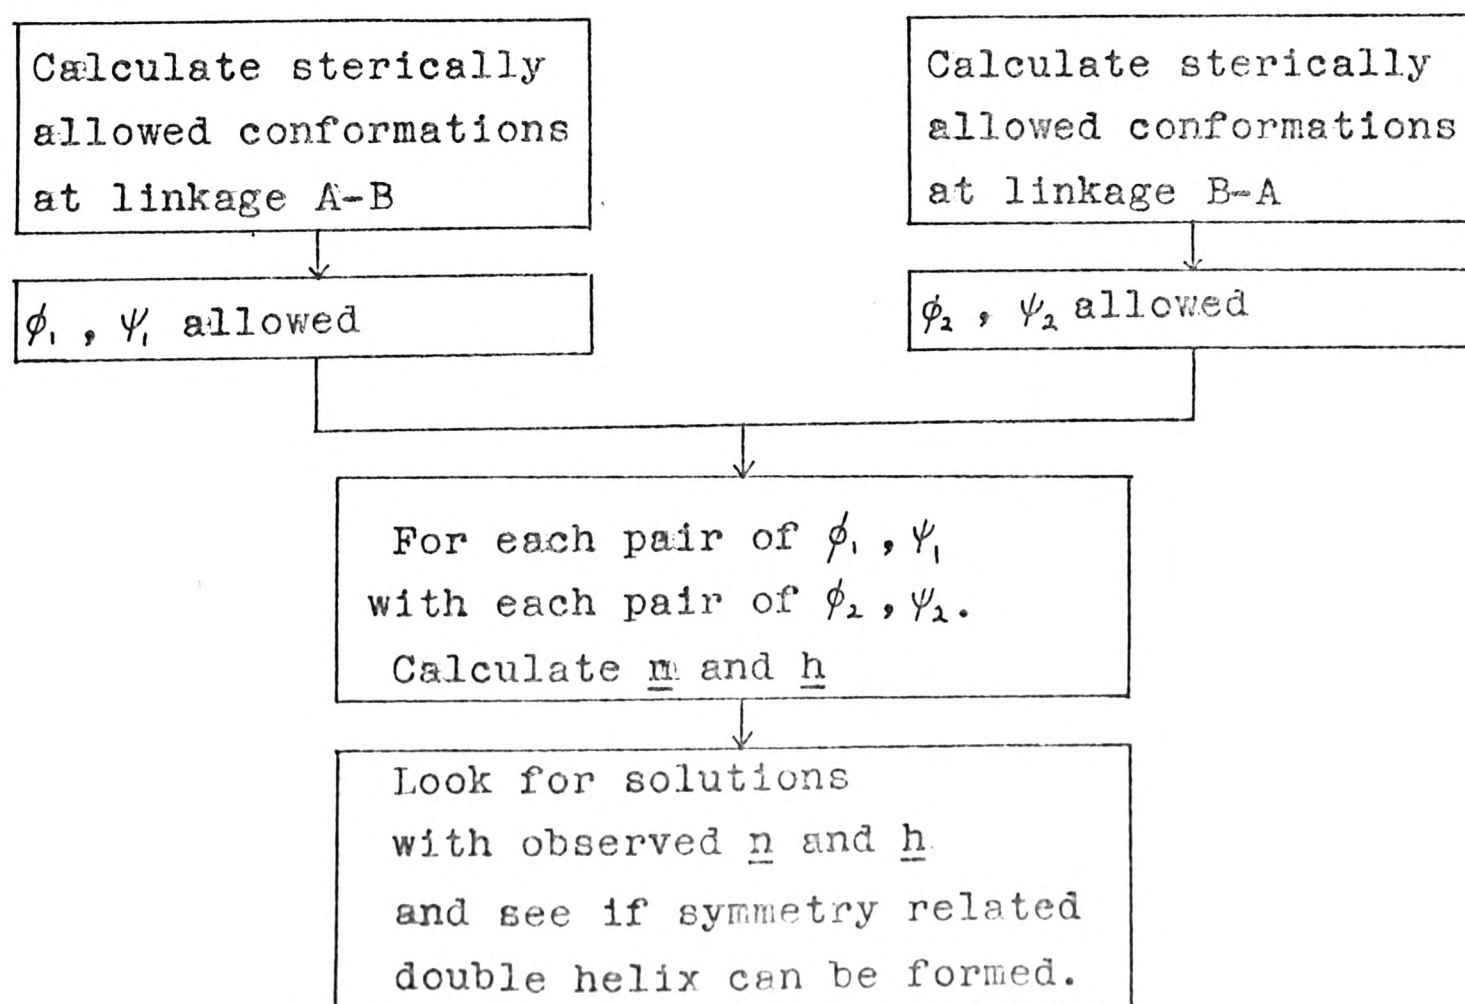 Calculate sterically
allowed conformations
at linkage A-B
Calculate sterically
allowed conformations
at linkage B-A
ϕ₁ , ψ₁ allowed
ϕ₂ , ψ₂ allowed
For each pair of ϕ₁ , ψ₁
with each pair of ϕ₂ , ψ₂.
Calculate n and h
Look for solutions
with observed n and h
and see if symmetry related
double helix can be formed.